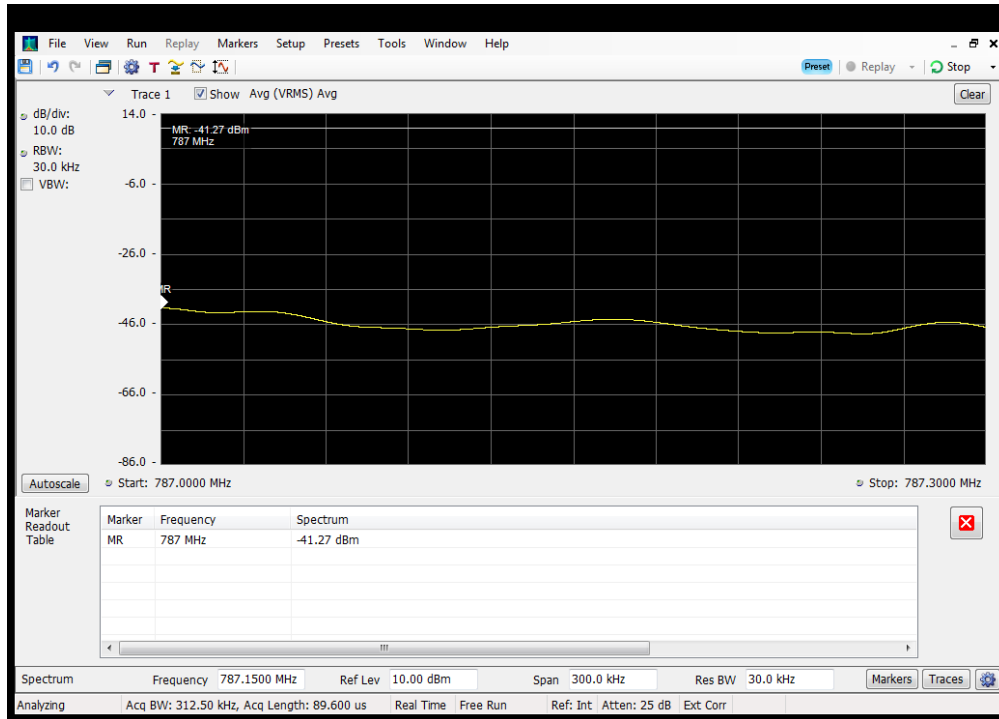 File View Run Replay Markers Setup Presets Tools Window Help
T Preset Replay Stop
Trace 1 Show Avg (VRMS) Avg Clear
dB/div: 14.0 -
10.0 dB MR: -41.27 dBm
787 MHz
RBW:
30.0 kHz
VBW: -6.0 -
-26.0 -
MR
-46.0 -
-66.0 -
-86.0 -
Autoscale Start: 787.0000 MHz Stop: 787.3000 MHz
Marker
Readout
Table
Marker Frequency Spectrum
MR 787 MHz -41.27 dBm
Spectrum Frequency 787.1500 MHz Ref Lev 10.00 dBm Span 300.0 kHz Res BW 30.0 kHz Markers Traces
Analyzing Acq BW: 312.50 kHz, Acq Length: 89.600 us Real Time Free Run Ref: Int Atten: 25 dB Ext Corr